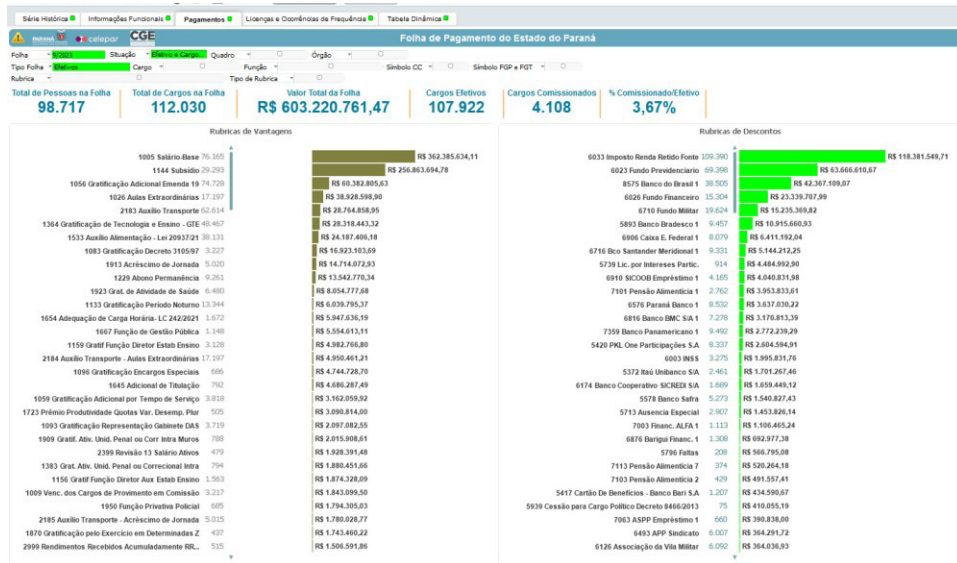 Série Histórica
Informações Funcionais
Pagamentos
Licenças e Ocorrências de Frequência
Tabela Dinâmica
PARANÁ celepar CGE
Folha de Pagamento do Estado do Paraná
Folha 9/2021 Situação Efetivo e Cargo... Quadro Órgão
Tipo Folha Efetivos Cargo Função Símbolo CC Símbolo FGP e FGT
Rubrica Tipo de Rubrica
Total de Pessoas na Folha Total de Cargos na Folha Valor Total da Folha Cargos Efetivos Cargos Comissionados % Comissionado/Efetivo
98.717 112.030 R$ 603.220.761,47 107.922 4.108 3,67%
Rubricas de Vantagens
1005 Salário-Base 76.165 R$ 362.385.634,11
1144 Subsídio 29.293 R$ 256.863.694,78
1056 Gratificação Adicional Emenda 19 74.728 R$ 60.382.805,63
1026 Aulas Extraordinárias 17.197 R$ 38.928.598,90
2183 Auxílio Transporte 62.614 R$ 28.764.858,95
1364 Gratificação de Tecnologia e Ensino - GTE 48.467 R$ 28.318.443,32
1533 Auxílio Alimentação - Lei 20937/21 38.131 R$ 24.187.406,18
1083 Gratificação Decreto 3105/97 3.227 R$ 16.923.103,69
1913 Acréscimo de Jornada 5.020 R$ 14.714.072,93
1229 Abono Permanência 9.261 R$ 13.542.770,34
1923 Grat. de Atividade de Saúde 6.480 R$ 8.054.777,68
1133 Gratificação Período Noturno 13.344 R$ 6.039.795,37
1654 Adequação de Carga Horária- LC 242/2021 1.672 R$ 5.947.636,19
1667 Função de Gestão Pública 1.148 R$ 5.554.613,11
1159 Gratif Função Diretor Estab Ensino 3.128 R$ 4.982.766,80
2184 Auxílio Transporte - Aulas Extraordinárias 17.197 R$ 4.950.461,21
1096 Gratificação Encargos Especiais 686 R$ 4.744.728,70
1645 Adicional de Titulação 792 R$ 4.686.287,49
1059 Gratificação Adicional por Tempo de Serviço 3.818 R$ 3.162.059,92
1723 Prêmio Produtividade Quotas Var. Desemp. Plur 505 R$ 3.090.814,00
1093 Gratificação Representação Gabinete DAS 3.719 R$ 2.097.082,55
1909 Gratif. Ativ. Unid. Penal ou Corr Intra Muros 788 R$ 2.015.908,61
2399 Revisão 13 Salário Ativos 479 R$ 1.928.391,48
1383 Grat. Ativ. Unid. Penal ou Correcional Intra 794 R$ 1.880.451,66
1156 Gratif Função Diretor Aux Estab Ensino 1.563 R$ 1.874.328,09
1009 Venc. dos Cargos de Provimento em Comissão 3.217 R$ 1.843.099,50
1950 Função Privativa Policial 685 R$ 1.794.305,03
2185 Auxílio Transporte - Acréscimo de Jornada 5.015 R$ 1.780.028,77
1870 Gratificação pelo Exercício em Determinadas Z 437 R$ 1.743.460,22
2999 Rendimentos Recebidos Acumuladamente RR... 515 R$ 1.506.591,86
Rubricas de Descontos
6033 Imposto Renda Retido Fonte 109.390 R$ 118.381.549,71
6023 Fundo Previdenciario 69.398 R$ 63.666.610,67
8575 Banco do Brasil 1 38.505 R$ 42.367.109,07
6026 Fundo Financeiro 15.304 R$ 23.339.707,99
6710 Fundo Militar 19.624 R$ 15.235.369,82
5893 Banco Bradesco 1 9.457 R$ 10.915.660,93
6906 Caixa E. Federal 1 8.079 R$ 6.411.192,04
6716 Bco Santander Meridional 1 9.331 R$ 5.144.212,25
5739 Lic. por Intereses Partic. 914 R$ 4.484.992,90
6910 SICOOB Empréstimo 1 4.165 R$ 4.040.831,98
7101 Pensão Alimentícia 1 2.762 R$ 3.953.833,61
6576 Paraná Banco 1 8.532 R$ 3.637.030,22
6816 Banco BMC S/A 1 7.278 R$ 3.170.813,39
7359 Banco Panamericano 1 9.492 R$ 2.772.239,29
5420 PKL One Participações S.A 8.337 R$ 2.604.594,91
6003 INSS 3.275 R$ 1.995.831,76
5372 Itaú Unibanco S/A 2.461 R$ 1.701.267,46
6174 Banco Cooperativo SICREDI S/A 1.689 R$ 1.659.449,12
5578 Banco Safra 5.273 R$ 1.540.827,43
5713 Ausencia Especial 2.907 R$ 1.453.826,14
7003 Financ. ALFA 1 1.113 R$ 1.106.465,24
6876 Barigui Financ. 1 1.308 R$ 692.977,38
5796 Faltas 208 R$ 566.795,08
7113 Pensão Alimentícia 7 374 R$ 520.264,18
7103 Pensão Alimentícia 2 429 R$ 491.557,41
5417 Cartão De Benefícios - Banco Bari S.A 1.207 R$ 434.590,67
5939 Cessão para Cargo Político Decreto 8466/2013 75 R$ 410.055,19
7063 ASPP Empréstimo 1 660 R$ 390.838,00
6493 APP Sindicato 6.007 R$ 364.291,72
6126 Associação da Vila Militar 6.092 R$ 364.036,93